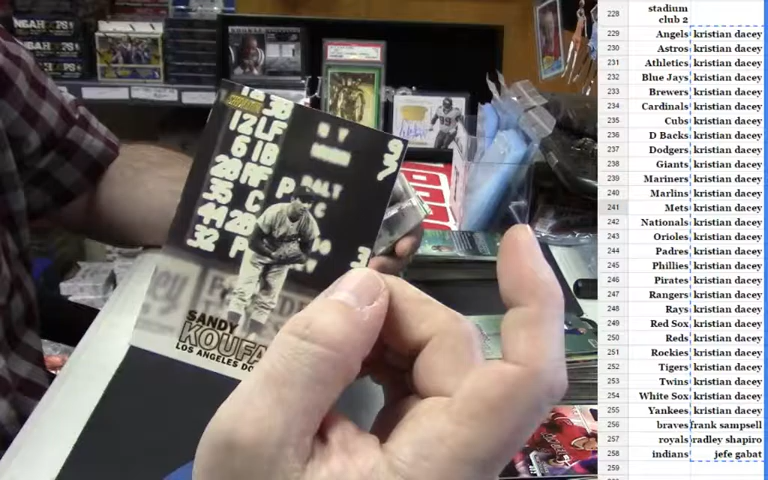 38
12 LF
6 1B
28 RF
35 C
44 2B
32 P
N Y
SANDY
KOUFA
LOS ANGELES DO
228 stadium club 2
229 Angels kristian dacey
230 Astros kristian dacey
231 Athletics kristian dacey
232 Blue Jays kristian dacey
233 Brewers kristian dacey
234 Cardinals kristian dacey
235 Cubs kristian dacey
236 D Backs kristian dacey
237 Dodgers kristian dacey
238 Giants kristian dacey
239 Mariners kristian dacey
240 Marlins kristian dacey
241 Mets kristian dacey
242 Nationals kristian dacey
243 Orioles kristian dacey
244 Padres kristian dacey
245 Phillies kristian dacey
246 Pirates kristian dacey
247 Rangers kristian dacey
248 Rays kristian dacey
249 Red Sox kristian dacey
250 Reds kristian dacey
251 Rockies kristian dacey
252 Tigers kristian dacey
253 Twins kristian dacey
254 White Sox kristian dacey
255 Yankees kristian dacey
256 braves frank sampsell
257 royals radley shapiro
258 indians jefe gabat
259